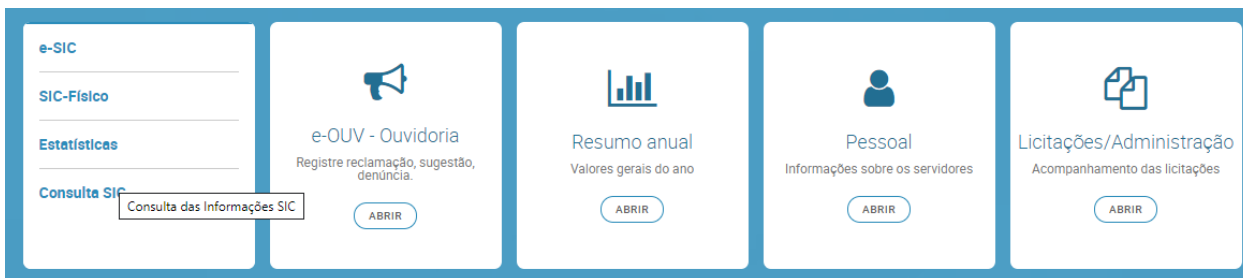 e-SIC
SIC-Físico
Estatísticas
Consulta SIC
Consulta das Informações SIC
e-OUV - Ouvidoria
Registre reclamação, sugestão,
denúncia.
ABRIR
Resumo anual
Valores gerais do ano
ABRIR
Pessoal
Informações sobre os servidores
ABRIR
Licitações/Administração
Acompanhamento das licitações
ABRIR